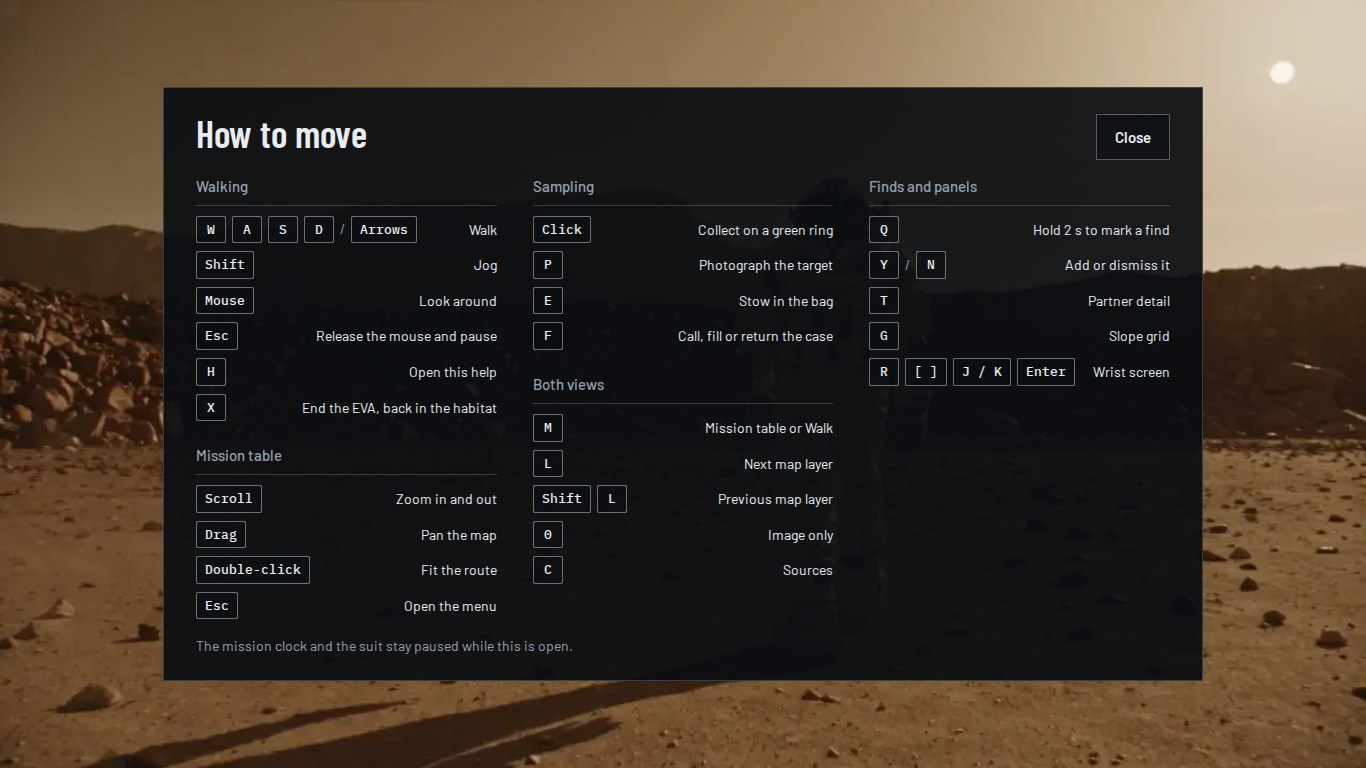 How to move
Close
Walking
W A S D / Arrows Walk
Shift Jog
Mouse Look around
Esc Release the mouse and pause
H Open this help
X End the EVA, back in the habitat
Mission table
Scroll Zoom in and out
Drag Pan the map
Double-click Fit the route
Esc Open the menu
Sampling
Click Collect on a green ring
P Photograph the target
E Stow in the bag
F Call, fill or return the case
Both views
M Mission table or Walk
L Next map layer
Shift L Previous map layer
0 Image only
C Sources
Finds and panels
Q Hold 2 s to mark a find
Y / N Add or dismiss it
T Partner detail
G Slope grid
R [ ] J / K Enter Wrist screen
The mission clock and the suit stay paused while this is open.